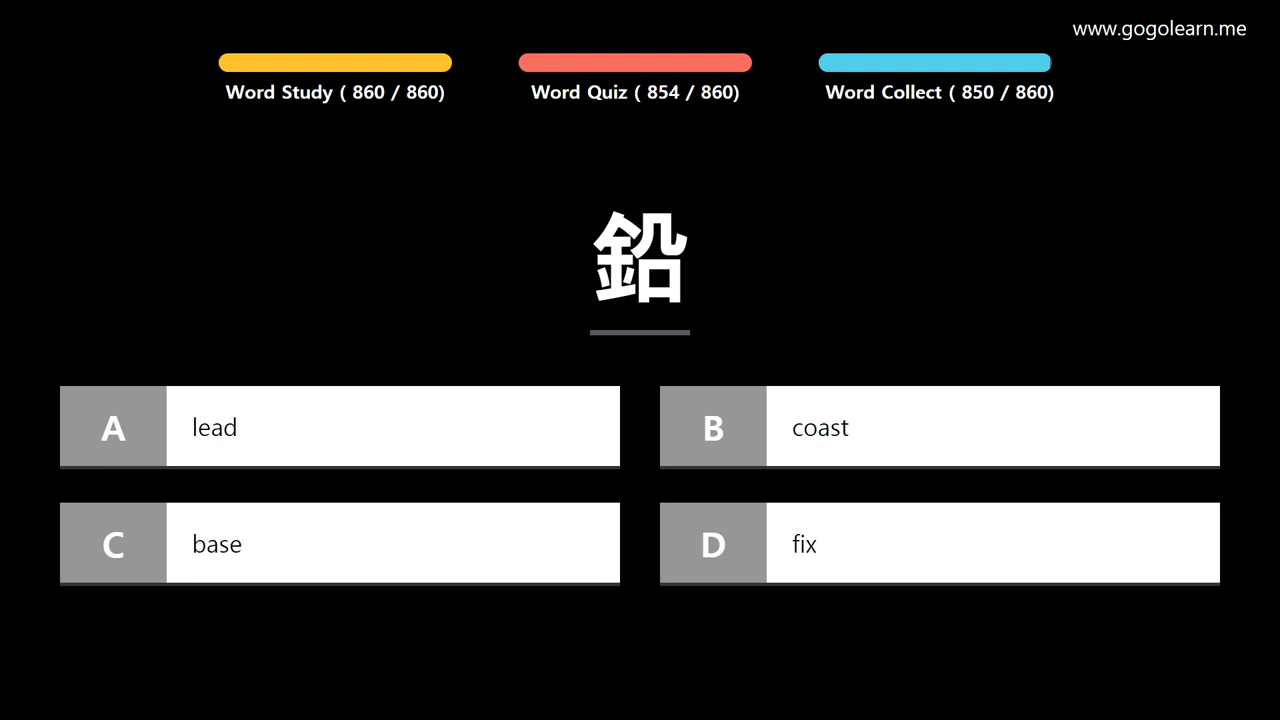 www.gogolearn.me
Word Study ( 860 / 860)
Word Quiz ( 854 / 860)
Word Collect ( 850 / 860)
鉛
A lead
B coast
C base
D fix